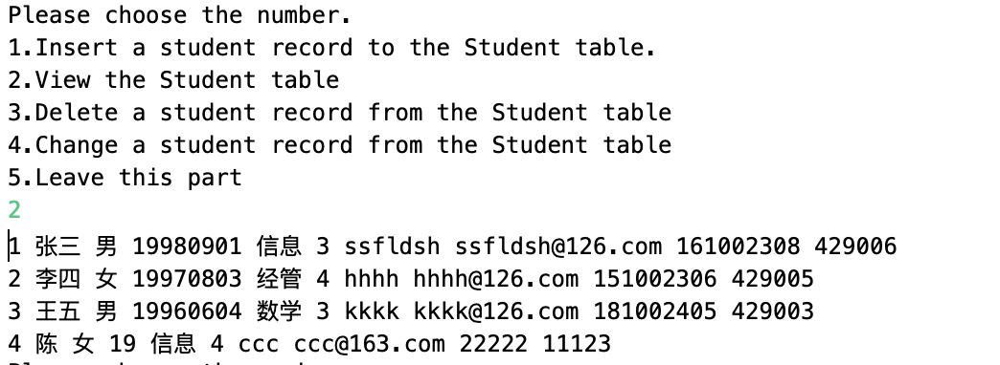 Please choose the number.
1.Insert a student record to the Student table.
2.View the Student table
3.Delete a student record from the Student table
4.Change a student record from the Student table
5.Leave this part
2
1 张三 男 19980901 信息 3 ssfldsh ssfldsh@126.com 161002308 429006
2 李四 女 19970803 经管 4 hhhh hhhh@126.com 151002306 429005
3 王五 男 19960604 数学 3 kkkk kkkk@126.com 181002405 429003
4 陈 女 19 信息 4 ccc ccc@163.com 22222 11123